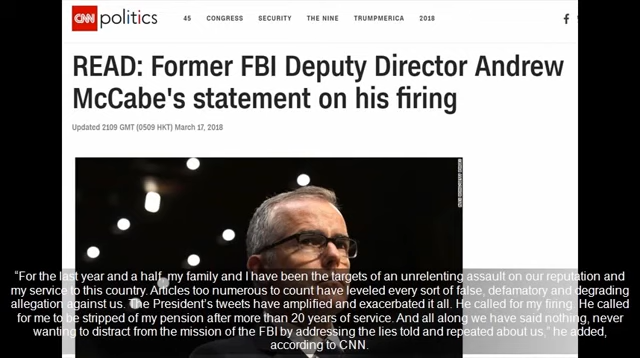 CNN politics 45 CONGRESS SECURITY THE NINE TRUMPMERICA 2018
READ: Former FBI Deputy Director Andrew
McCabe's statement on his firing
Updated 2109 GMT (0509 HKT) March 17, 2018
“For the last year and a half, my family and I have been the targets of an unrelenting assault on our reputation and
my service to this country. Articles too numerous to count have leveled every sort of false, defamatory and degrading
allegation against us. The President’s tweets have amplified and exacerbated it all. He called for my firing. He called
for me to be stripped of my pension after more than 20 years of service. And all along we have said nothing, never
wanting to distract from the mission of the FBI by addressing the lies told and repeated about us,” he added,
according to CNN.